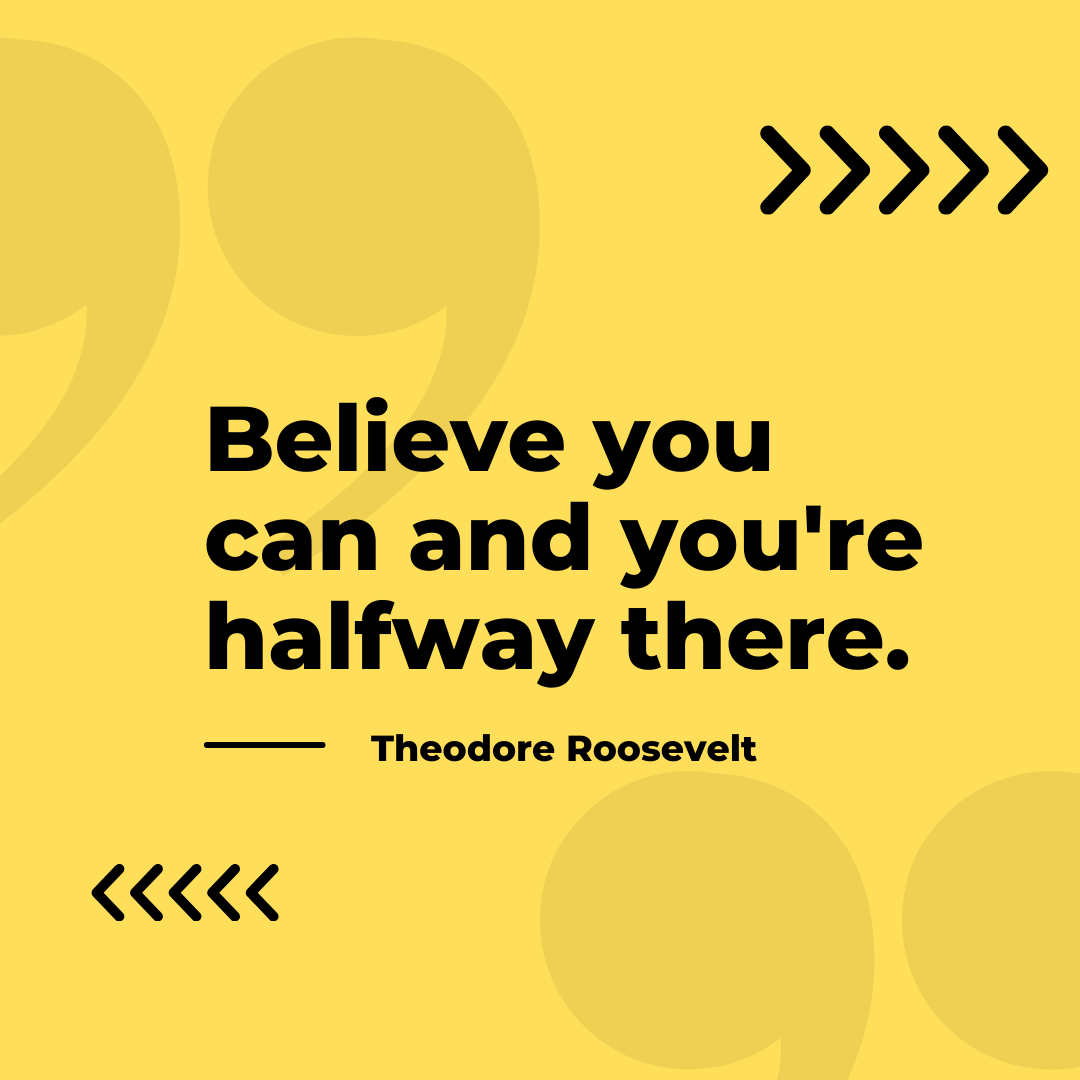 Believe you
can and you're
halfway there.
Theodore Roosevelt